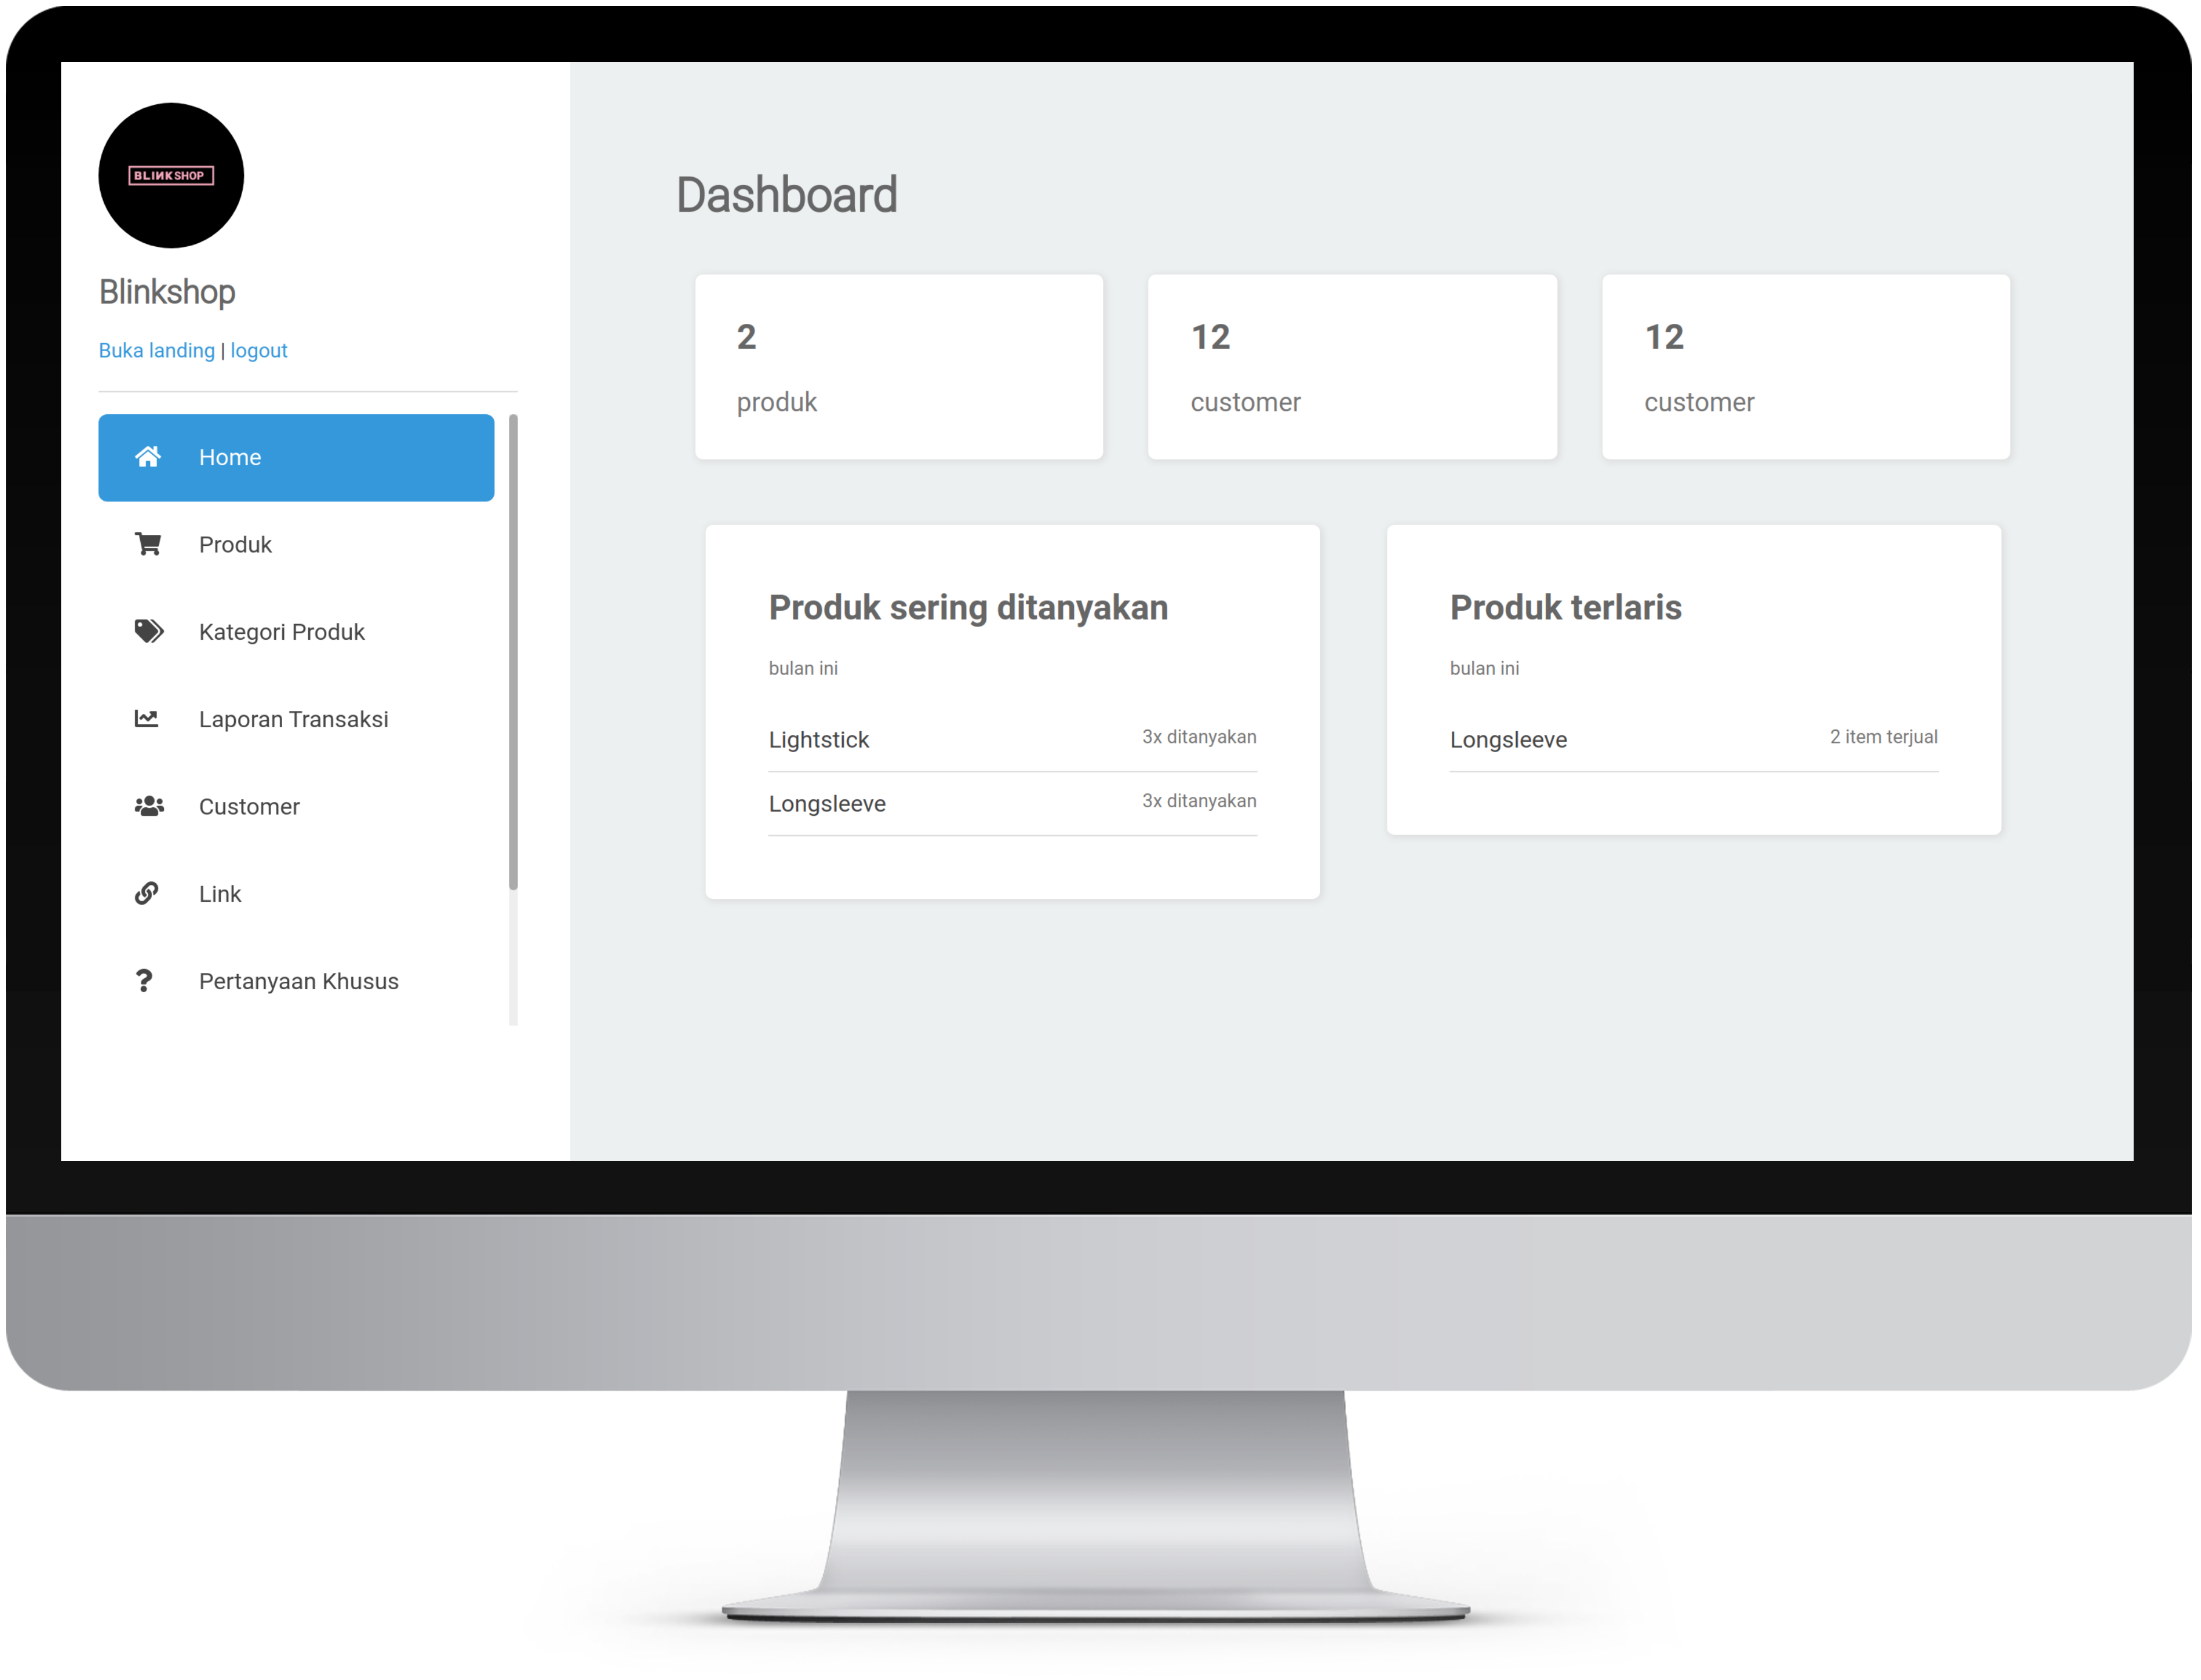 BLINK SHOP
Blinkshop
Buka landing | logout
Home
Produk
Kategori Produk
Laporan Transaksi
Customer
Link
Pertanyaan Khusus
Dashboard
2
produk
12
customer
12
customer
Produk sering ditanyakan
bulan ini
Lightstick 3x ditanyakan
Longsleeve 3x ditanyakan
Produk terlaris
bulan ini
Longsleeve 2 item terjual